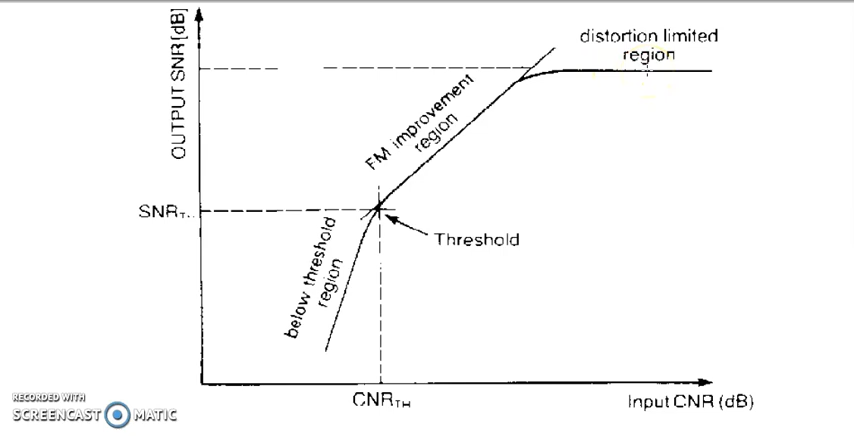 distortion limited
region
OUTPUT SNR [dB]
FM improvement
region
SNR
Threshold
below threshold
region
CNRTH
Input CNR (dB)
RECORDED WITH
SCREENCAST MATIC